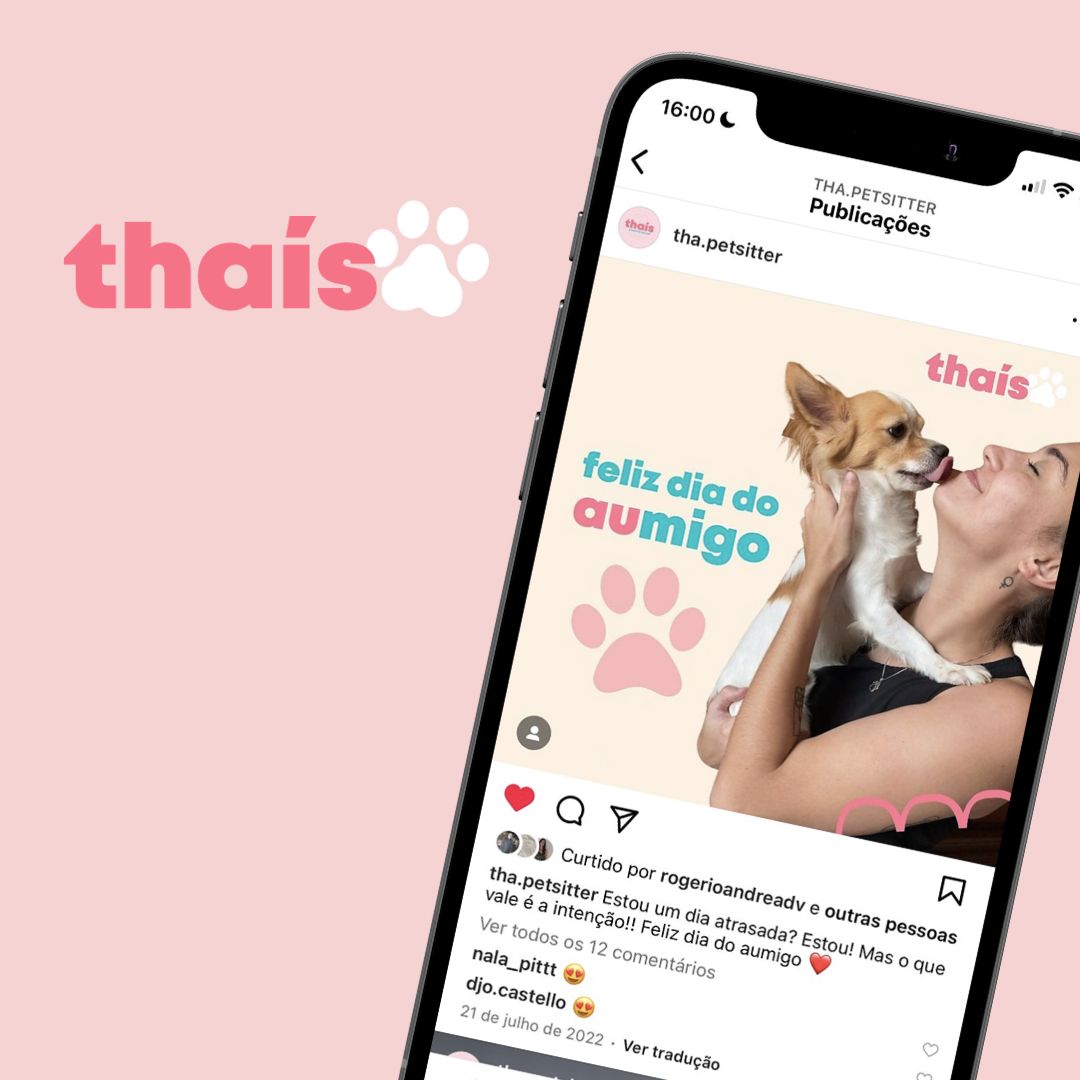 thaís
16:00
THA.PETSITTER
Publicações
thaís
tha.petsitter
thaís
feliz dia do
aumigo
Curtido por rogerioandreadv e outras pessoas
tha.petsitter Estou um dia atrasada? Estou! Mas o que
vale é a intenção!! Feliz dia do aumigo ❤️
Ver todos os 12 comentários
nala_pittt 😍
djo.castello 😍
21 de julho de 2022 · Ver tradução